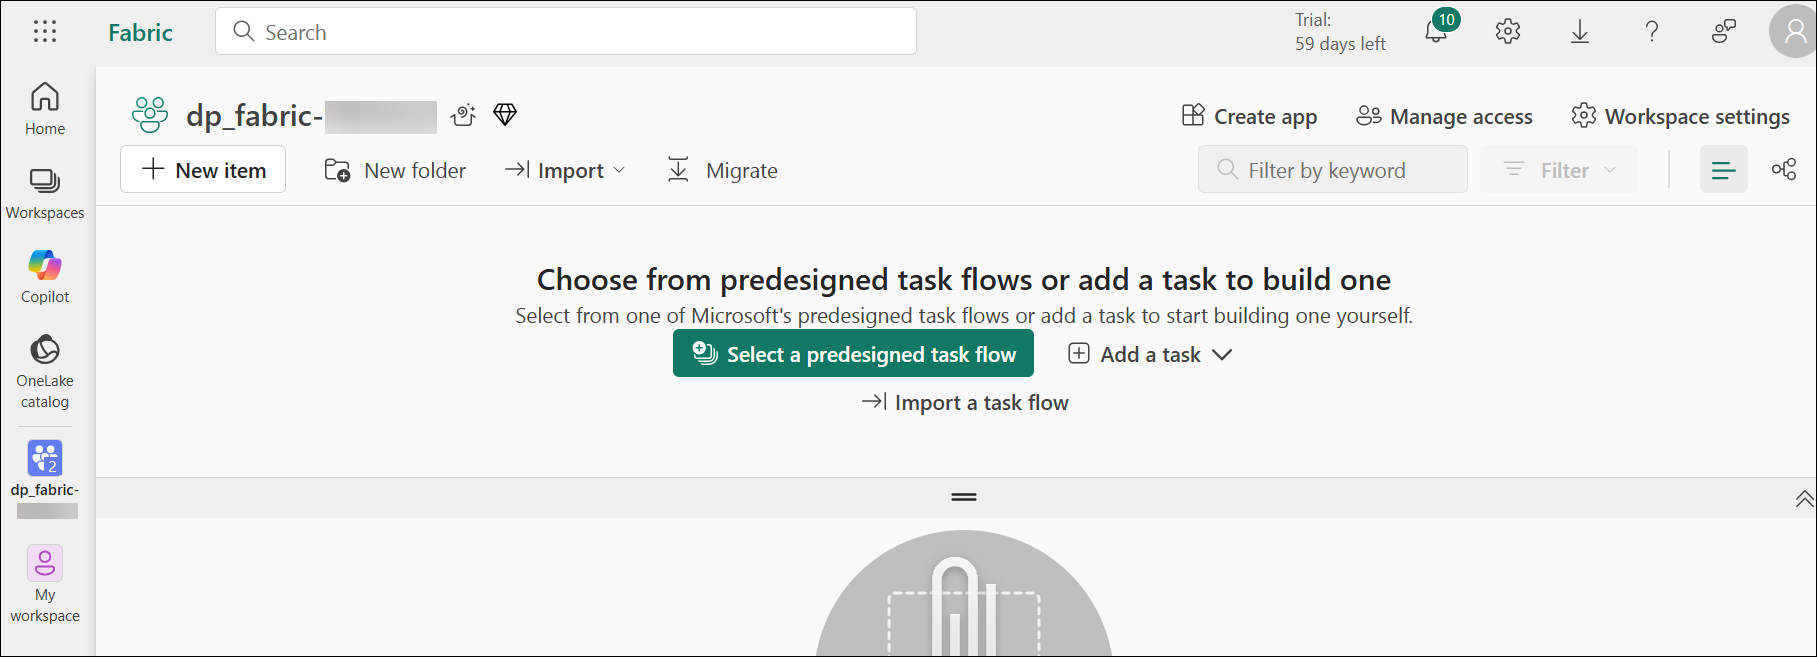 Fabric
Search
Trial:
59 days left
10
Home
Workspaces
Copilot
OneLake
catalog
2
dp_fabric-
My
workspace
dp_fabric-
Create app
Manage access
Workspace settings
New item
New folder
Import
Migrate
Filter by keyword
Filter
Choose from predesigned task flows or add a task to build one
Select from one of Microsoft's predesigned task flows or add a task to start building one yourself.
Select a predesigned task flow
Add a task
Import a task flow